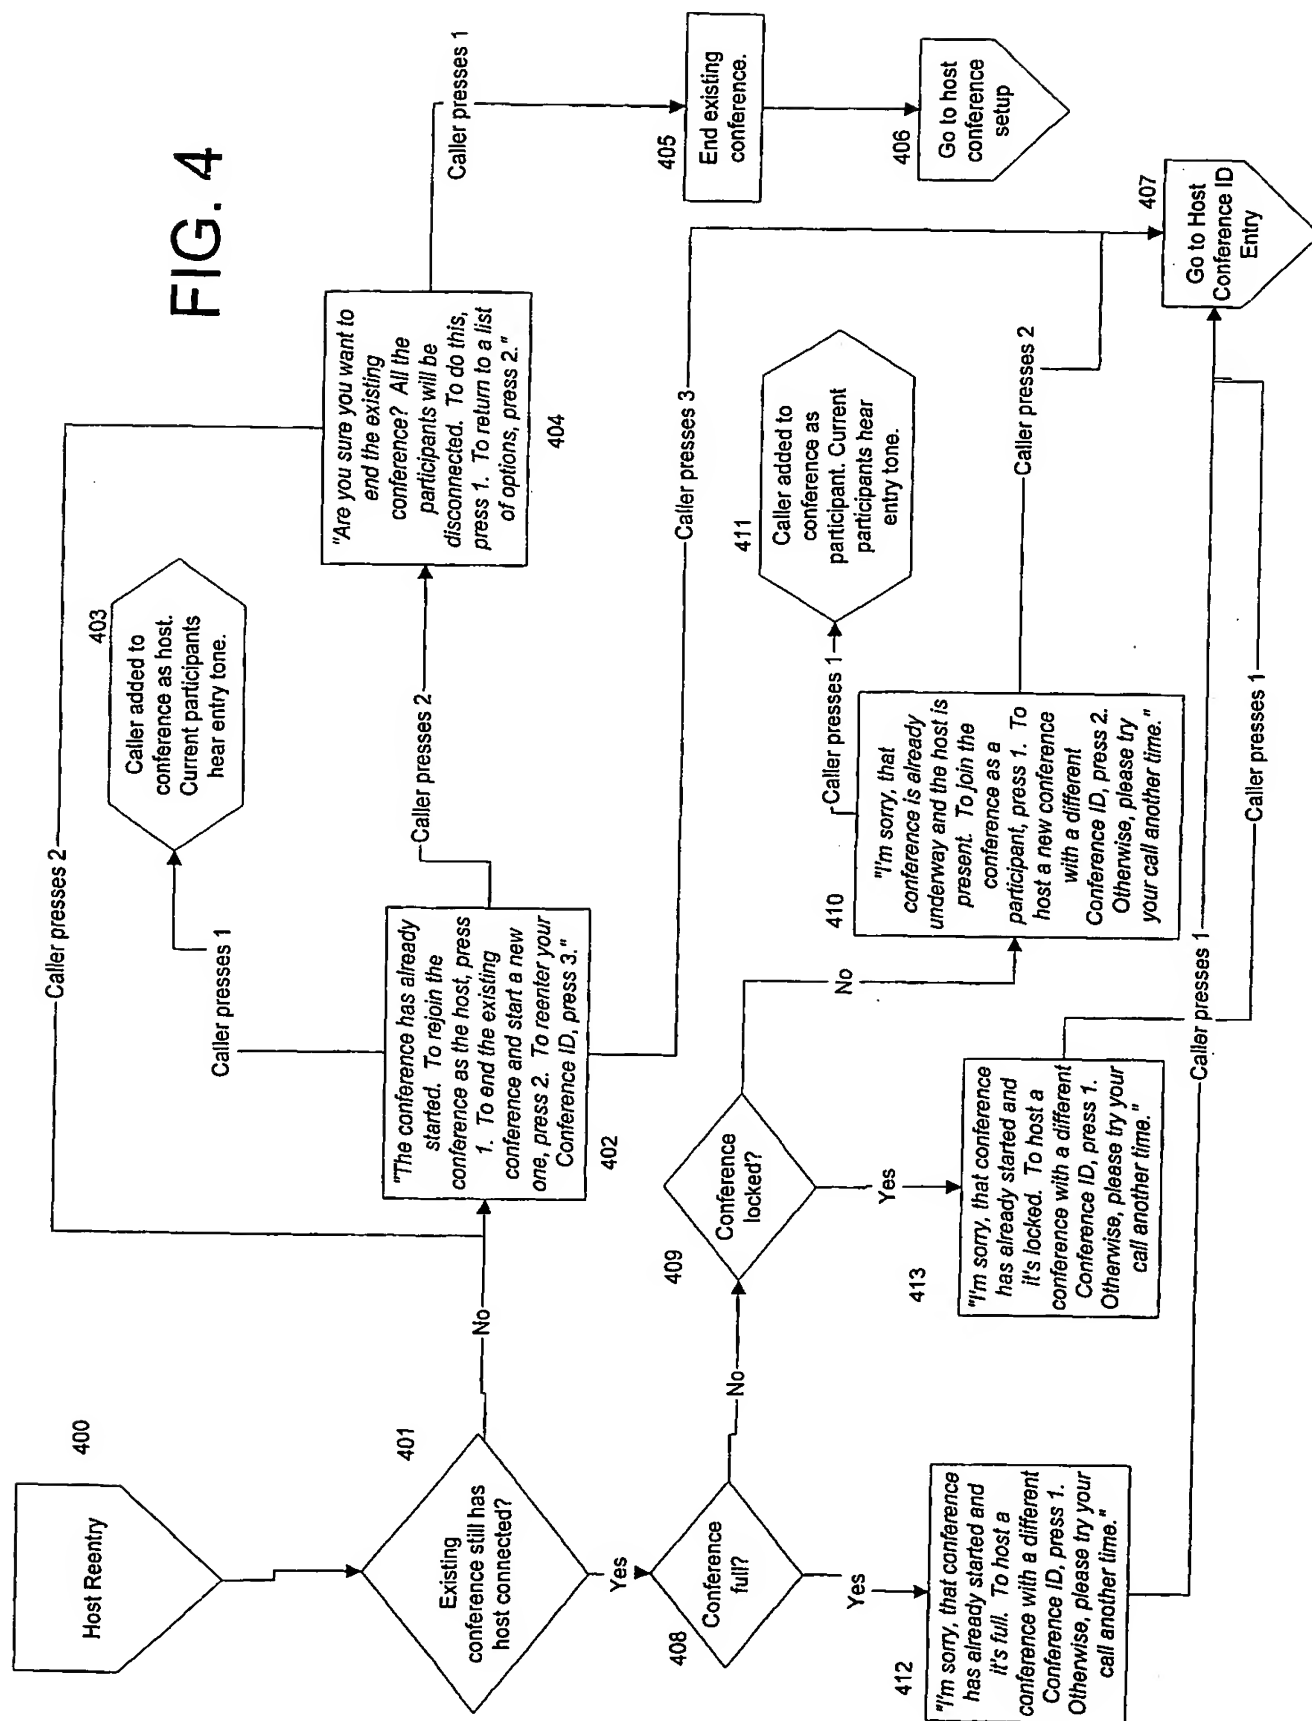 FIG. 4
400
Host Reentry
401
Existing
conference still has
host connected?
No
Yes
Caller presses 2
402
"The conference has already
started. To rejoin the
conference as the host, press
1. To end the existing
conference and start a new
one, press 2. To reenter your
Conference ID, press 3."
Caller presses 1
403
Caller added to
conference as host.
Current participants
hear entry tone.
Caller presses 2
404
"Are you sure you want to
end the existing
conference? All the
participants will be
disconnected. To do this,
press 1. To return to a list
of options, press 2."
Caller presses 1
405
End existing
conference.
406
Go to host
conference
setup
Caller presses 3
407
Go to Host
Conference ID
Entry
408
Conference
full?
No
Yes
409
Conference
locked?
No
Yes
410
"I'm sorry, that
conference is already
underway and the host is
present. To join the
conference as a
participant, press 1. To
host a new conference
with a different
Conference ID, press 2.
Otherwise, please try
your call another time."
Caller presses 1
411
Caller added to
conference as
participant. Current
participants hear
entry tone.
Caller presses 2
412
"I'm sorry, that conference
has already started and
it's full. To host a
conference with a different
Conference ID, press 1.
Otherwise, please try your
call another time."
Caller presses 1
413
"I'm sorry, that conference
has already started and
it's locked. To host a
conference with a different
Conference ID, press 1.
Otherwise, please try your
call another time."
Caller presses 1